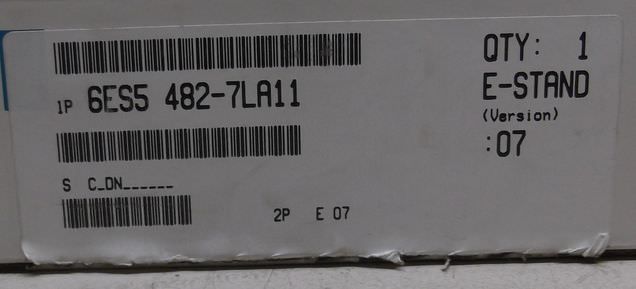 QTY: 1
1P 6ES5 482-7LA11
E-STAND
(Version)
:07
S C_DN______
2P E 07